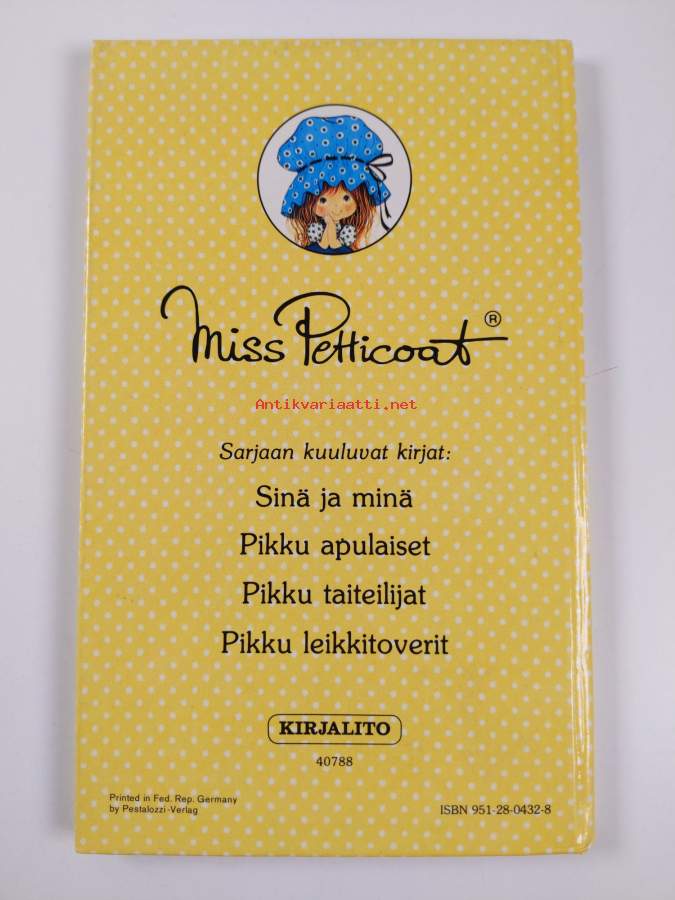 Miss Petticoat ®
Antikvariaatti.net
Sarjaan kuuluvat kirjat:
Sinä ja minä
Pikku apulaiset
Pikku taiteilijat
Pikku leikkitoverit
KIRJALITO
40788
Printed in Fed. Rep. Germany
by Pestalozzi-Verlag
ISBN 951-28-0432-8